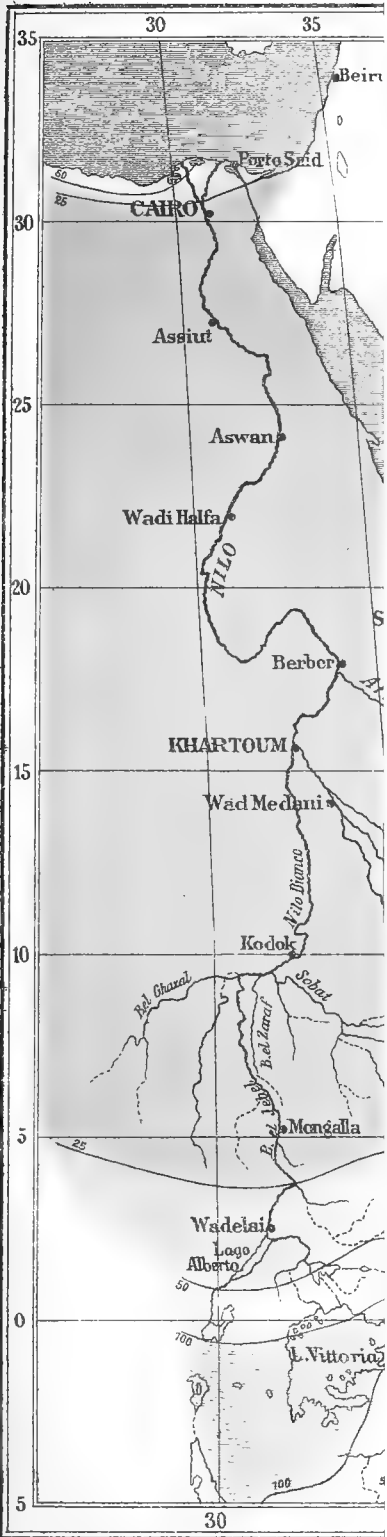 30 35
35
Beiru
Porto Said
50
25
CAIRO
30
Assiut
25
Aswan
Wadi Halfa
NILO
20
S
Berber
KHARTOUM
15
Wad Medani
Nilo Bianco
Kodok
10
Bel Ghazal
Sobat
B. el Zaraf
B. el Jebel
Mongalla
5
25
Wadelai
Lago
Alberto
50
0
100
L. Vittoria
100
5
30